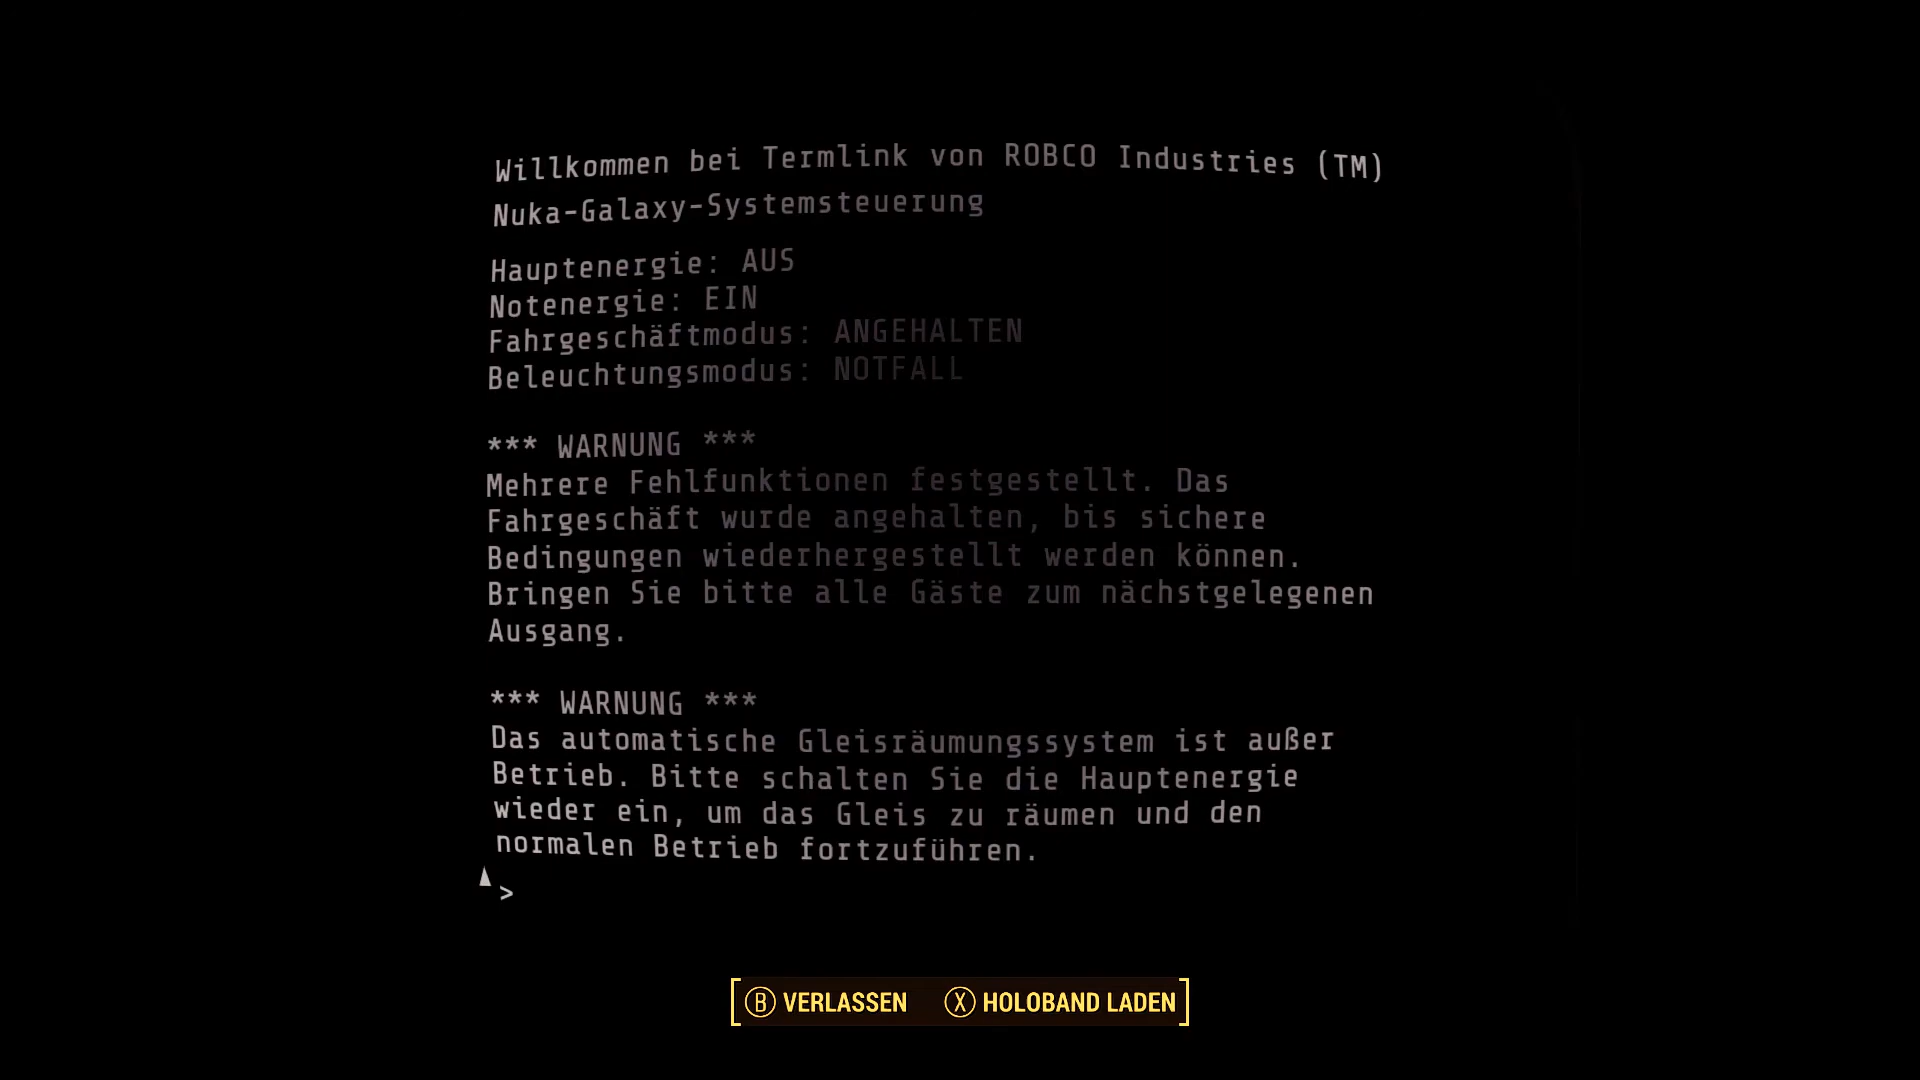 Willkommen bei Termlink von ROBCO Industries (TM)
Nuka-Galaxy-Systemsteuerung
Hauptenergie: AUS
Notenergie: EIN
Fahrgeschäftmodus: ANGEHALTEN
Beleuchtungsmodus: NOTFALL
*** WARNUNG ***
Mehrere Fehlfunktionen festgestellt. Das
Fahrgeschäft wurde angehalten, bis sichere
Bedingungen wiederhergestellt werden können.
Bringen Sie bitte alle Gäste zum nächstgelegenen
Ausgang.
*** WARNUNG ***
Das automatische Gleisräumungssystem ist außer
Betrieb. Bitte schalten Sie die Hauptenergie
wieder ein, um das Gleis zu räumen und den
normalen Betrieb fortzuführen.
>
B VERLASSEN X HOLOBAND LADEN